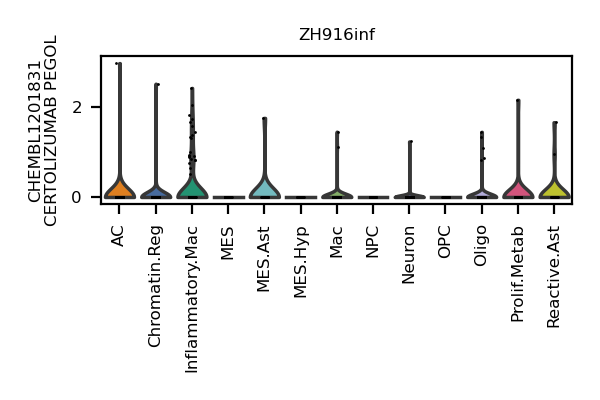 ZH916inf
CHEMBL1201831
CERTOLIZUMAB PEGOL
2
0
AC
Chromatin.Reg
Inflammatory.Mac
MES
MES.Ast
MES.Hyp
Mac
NPC
Neuron
OPC
Oligo
Prolif.Metab
Reactive.Ast